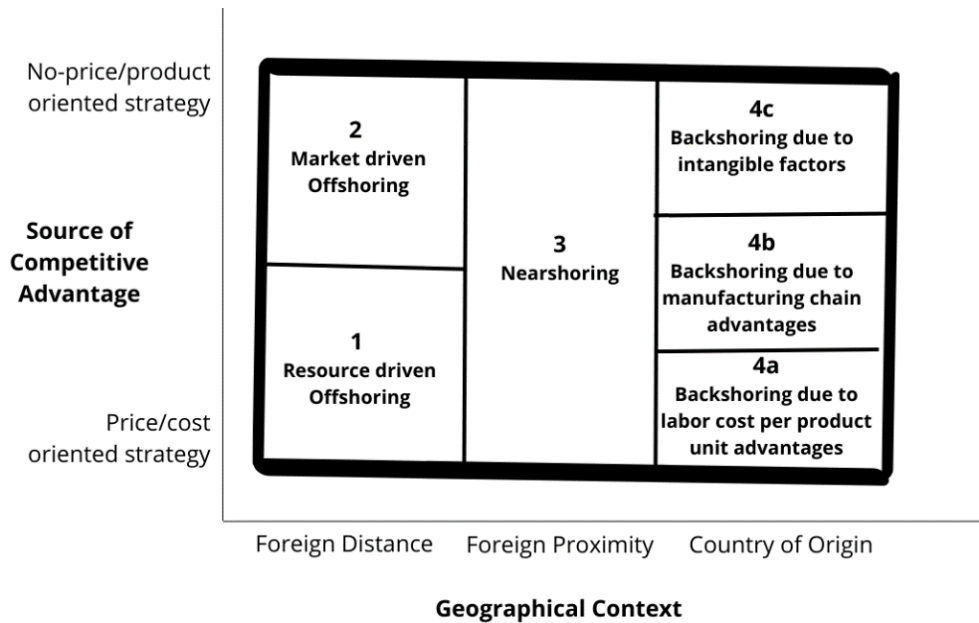 No-price/product
oriented strategy
Source of
Competitive
Advantage
Price/cost
oriented strategy
2
Market driven
Offshoring
1
Resource driven
Offshoring
3
Nearshoring
4c
Backshoring due to
intangible factors
4b
Backshoring due to
manufacturing chain
advantages
4a
Backshoring due to
labor cost per product
unit advantages
Foreign Distance
Foreign Proximity
Country of Origin
Geographical Context